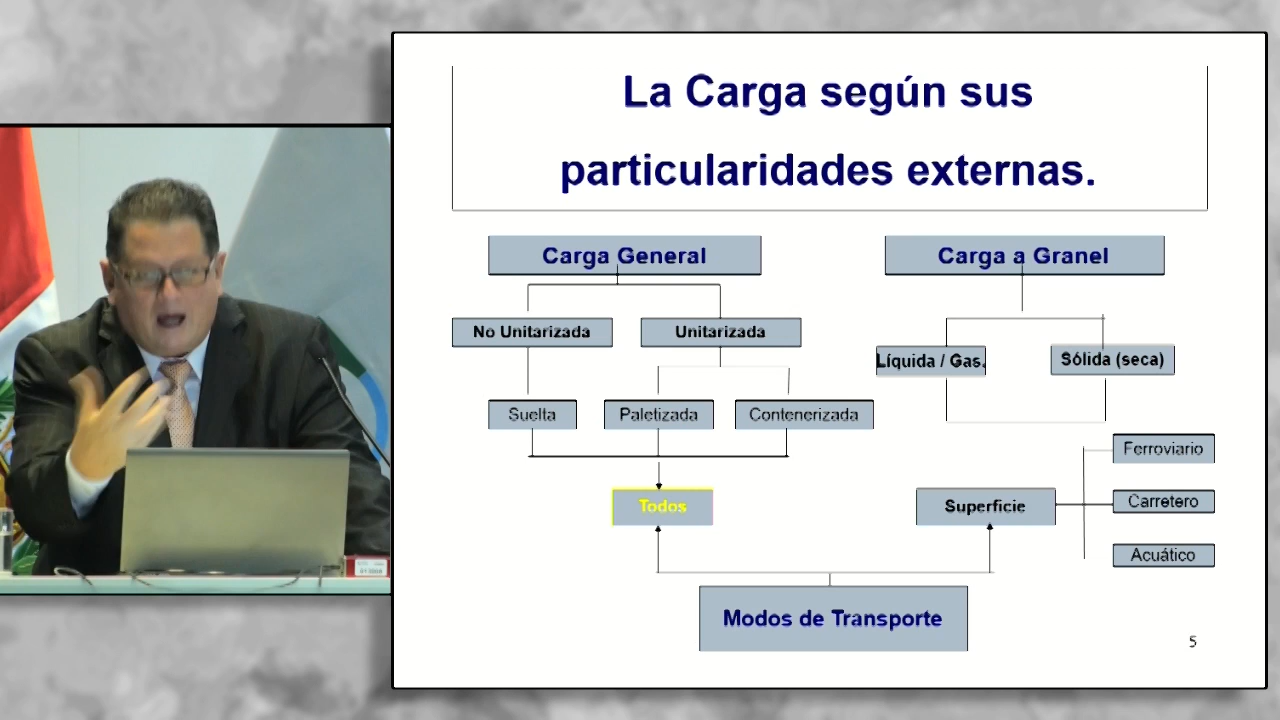 La Carga según sus
particularidades externas.
Carga General
Carga a Granel
No Unitarizada
Unitarizada
Líquida / Gas.
Sólida (seca)
Suelta
Paletizada
Contenerizada
Ferroviario
Todos
Superficie
Carretero
Acuático
Modos de Transporte
5